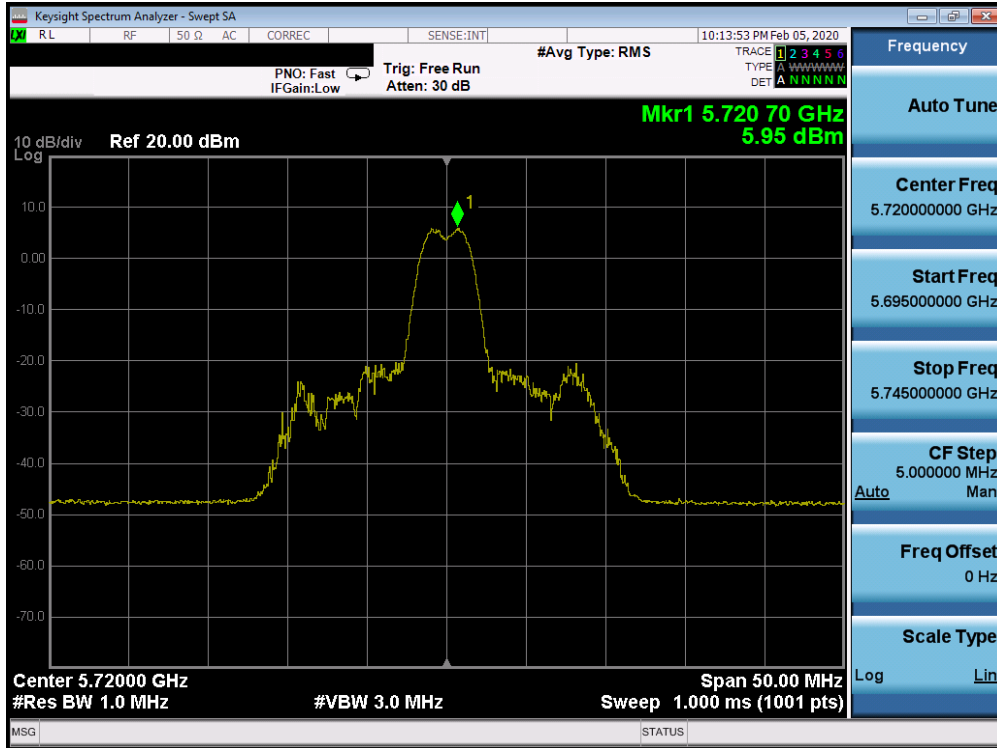 Keysight Spectrum Analyzer - Swept SA
LXI RL RF 50 Ω AC CORREC SENSE:INT 10:13:53 PM Feb 05, 2020
#Avg Type: RMS
TRACE 1 2 3 4 5 6
PNO: Fast Trig: Free Run TYPE A WWWWW
IFGain:Low Atten: 30 dB DET A N N N N N
Mkr1 5.720 70 GHz
5.95 dBm
10 dB/div Ref 20.00 dBm
Log
1
10.0
0.00
-10.0
-20.0
-30.0
-40.0
-50.0
-60.0
-70.0
Center 5.72000 GHz Span 50.00 MHz
#Res BW 1.0 MHz #VBW 3.0 MHz Sweep 1.000 ms (1001 pts)
MSG STATUS
Frequency
Auto Tune
Center Freq
5.720000000 GHz
Start Freq
5.695000000 GHz
Stop Freq
5.745000000 GHz
CF Step
5.000000 MHz
Auto Man
Freq Offset
0 Hz
Scale Type
Log Lin